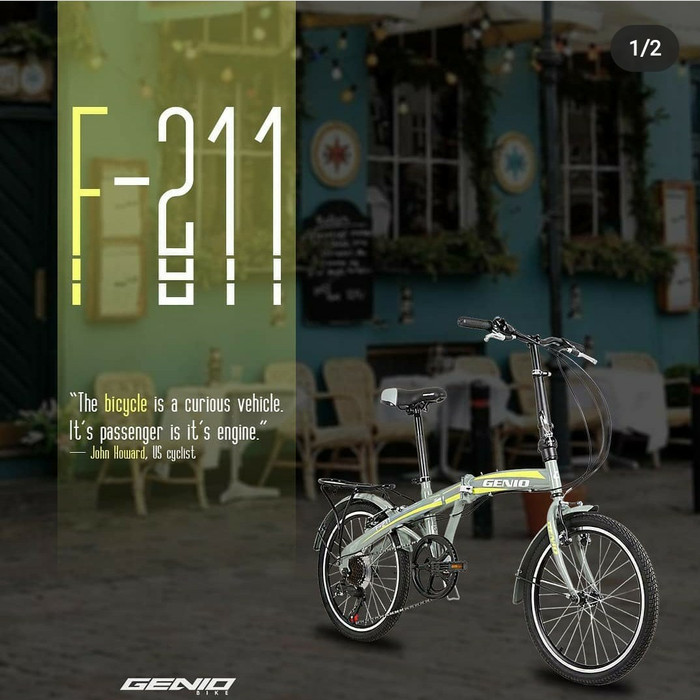 1/2
F-211
“The bicycle is a curious vehicle.
It’s passenger is it’s engine.”
— John Howard, US cyclist
GENIO
GENIO
BIKE